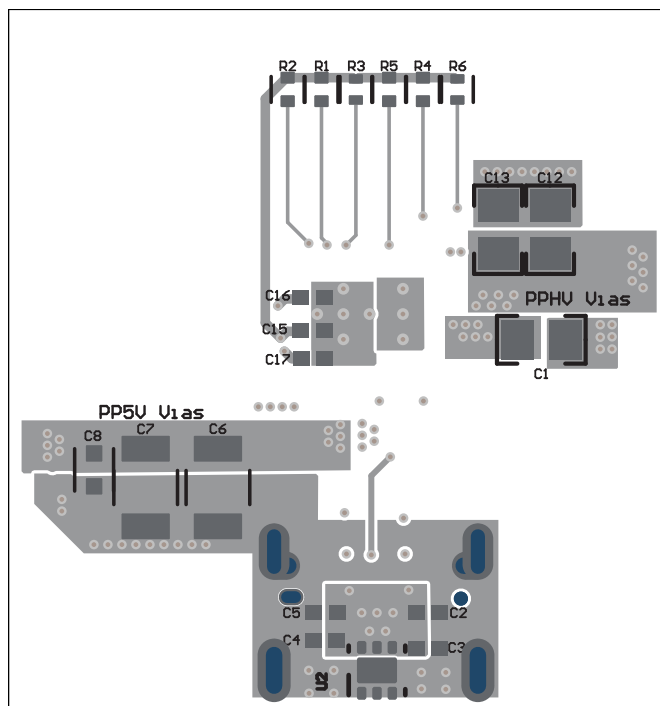 R2 R1 R3 R5 R4 R6
C13 C12
C16
PPHV Vias
C15
C17
C1
PP5V Vias
C8 C7 C6
C5 C2
C4 C3
U2